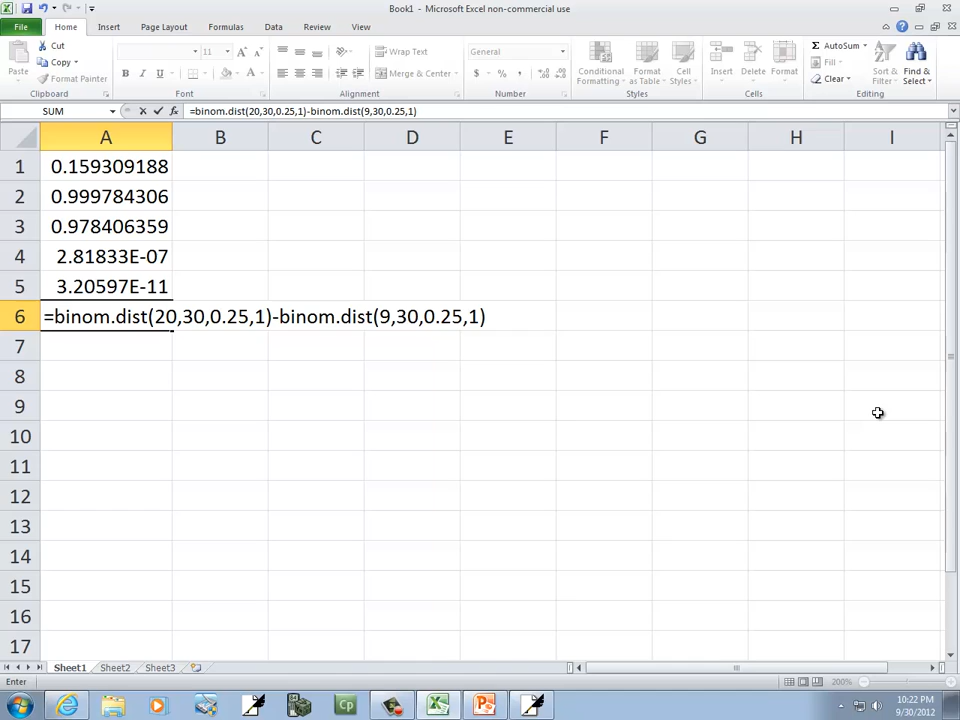 Book1 - Microsoft Excel non-commercial use
File Home Insert Page Layout Formulas Data Review View
Paste
Cut
Copy
Format Painter
Clipboard
11 A A
B I U A
Font
Wrap Text
Merge & Center
Alignment
General
$ % ,
Number
Conditional Formatting
Format as Table
Cell Styles
Styles
Insert
Delete
Format
Cells
Σ AutoSum
Fill
Clear
Sort & Filter
Find & Select
Editing
SUM fx =binom.dist(20,30,0.25,1)-binom.dist(9,30,0.25,1)
A B C D E F G H I
1 0.159309188
2 0.999784306
3 0.978406359
4 2.81833E-07
5 3.20597E-11
6 =binom.dist(20,30,0.25,1)-binom.dist(9,30,0.25,1)
7
8
9
10
11
12
13
14
15
16
17
Sheet1 Sheet2 Sheet3
Enter 200%
Cp
10:22 PM
9/30/2012